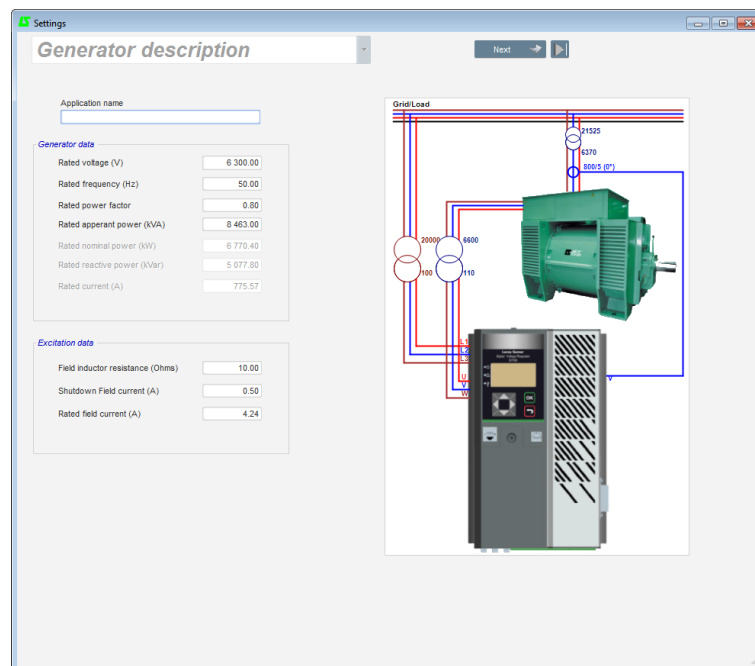 Settings
Generator description
Next
Application name
Generator data
Rated voltage (V) 6 300.00
Rated frequency (Hz) 50.00
Rated power factor 0.80
Rated apperant power (kVA) 8 463.00
Rated nominal power (kW) 6 770.40
Rated reactive power (kVar) 5 077.80
Rated current (A) 775.57
Excitation data
Field inductor resistance (Ohms) 10.00
Shutdown Field current (A) 0.50
Rated field current (A) 4.24
Grid/Load
21525
6370
800/5 (0°)
20000
100
6600
110
L1
L2
L3
U
V
W
V
OK